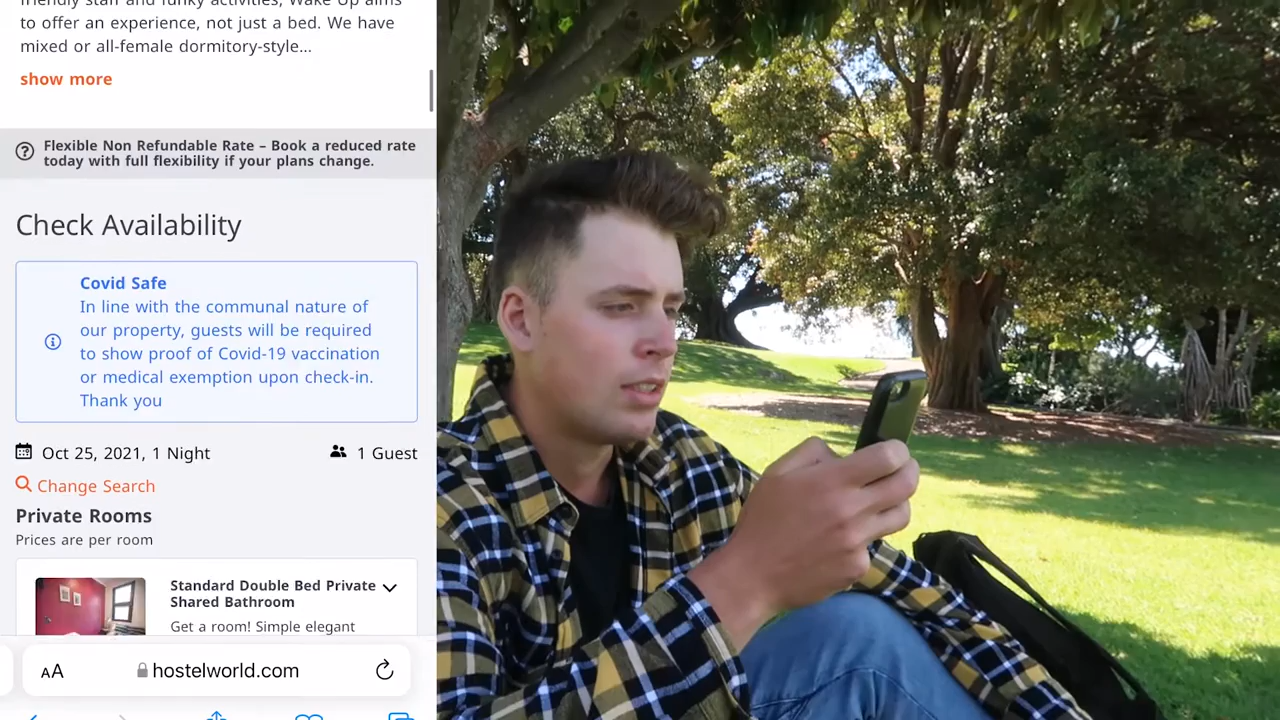 friendly staff and funky activities, Wake Up aims
to offer an experience, not just a bed. We have
mixed or all-female dormitory-style...
show more
Flexible Non Refundable Rate – Book a reduced rate
today with full flexibility if your plans change.
Check Availability
Covid Safe
In line with the communal nature of
our property, guests will be required
to show proof of Covid-19 vaccination
or medical exemption upon check-in.
Thank you
Oct 25, 2021, 1 Night
1 Guest
Change Search
Private Rooms
Prices are per room
Standard Double Bed Private
Shared Bathroom
Get a room! Simple elegant
AA
hostelworld.com